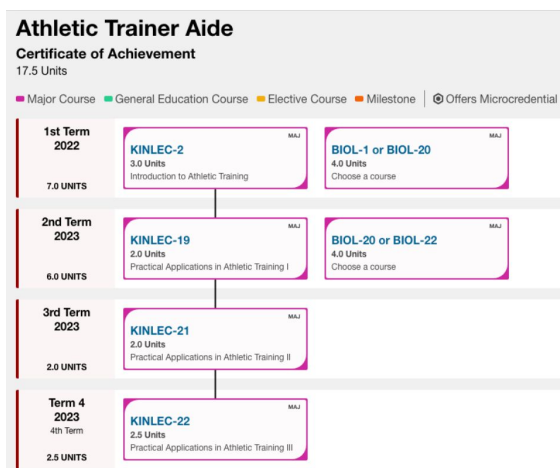 Athletic Trainer Aide
Certificate of Achievement
17.5 Units
Major Course General Education Course Elective Course Milestone Offers Microcredential
1st Term
2022
7.0 UNITS
MAJ
KINLEC-2
3.0 Units
Introduction to Athletic Training
MAJ
BIOL-1 or BIOL-20
4.0 Units
Choose a course
2nd Term
2023
6.0 UNITS
MAJ
KINLEC-19
2.0 Units
Practical Applications in Athletic Training I
MAJ
BIOL-20 or BIOL-22
4.0 Units
Choose a course
3rd Term
2023
2.0 UNITS
MAJ
KINLEC-21
2.0 Units
Practical Applications in Athletic Training II
Term 4
2023
4th Term
2.5 UNITS
MAJ
KINLEC-22
2.5 Units
Practical Applications in Athletic Training III